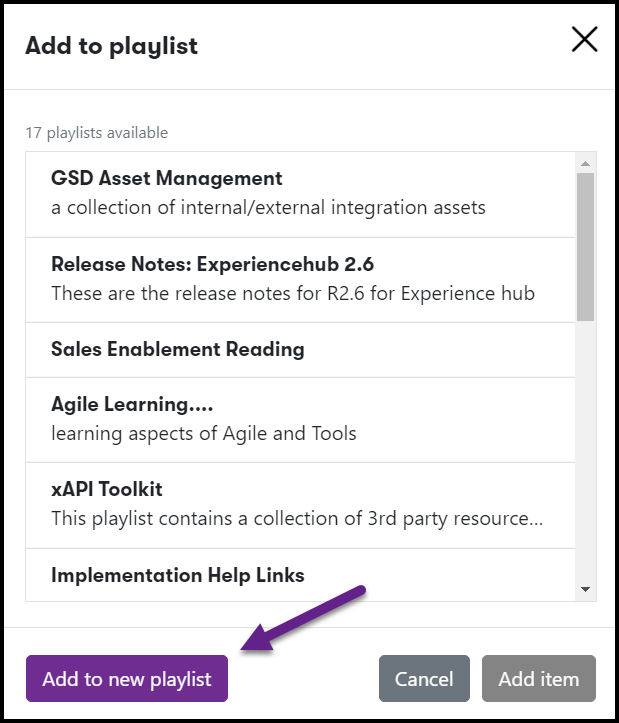 Add to playlist
17 playlists available
GSD Asset Management
a collection of internal/external integration assets
Release Notes: Experiencehub 2.6
These are the release notes for R2.6 for Experience hub
Sales Enablement Reading
Agile Learning....
learning aspects of Agile and Tools
xAPI Toolkit
This playlist contains a collection of 3rd party resource...
Implementation Help Links
Add to new playlist
Cancel
Add item